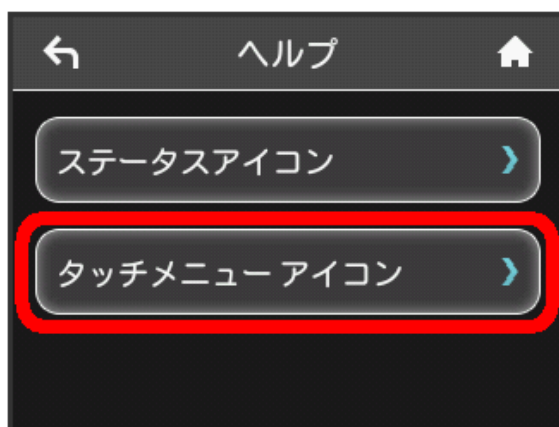 ヘルプ
ステータスアイコン
タッチメニュー アイコン